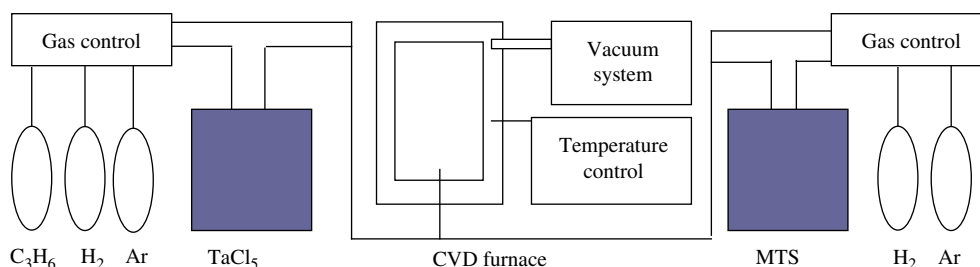 Gas control
Vacuum
system
Gas control
Temperature
control
C₃H₆ H₂ Ar TaCl₅ CVD furnace MTS H₂ Ar